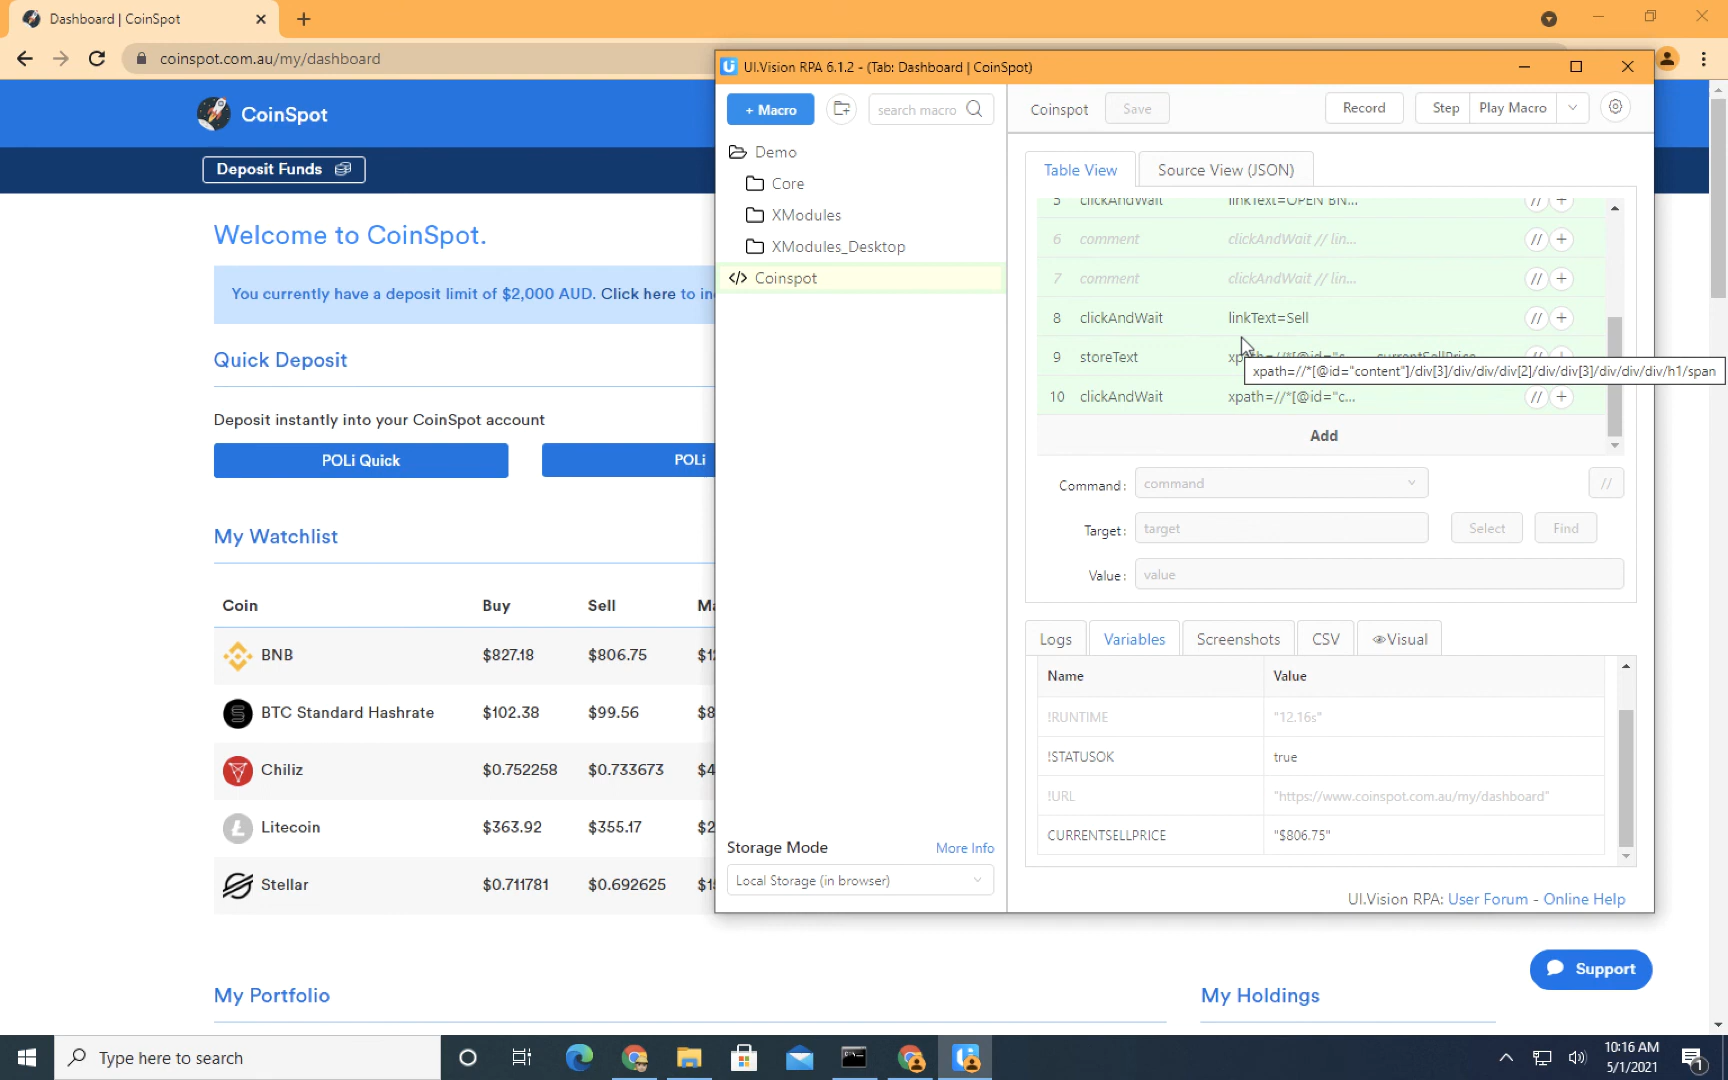 Dashboard | CoinSpot
coinspot.com.au/my/dashboard
CoinSpot
Deposit Funds
Welcome to CoinSpot.
You currently have a deposit limit of $2,000 AUD. Click here to in
Quick Deposit
Deposit instantly into your CoinSpot account
POLi Quick
POLi
My Watchlist
Coin Buy Sell
BNB $827.18 $806.75
BTC Standard Hashrate $102.38 $99.56
Chiliz $0.752258 $0.733673
Litecoin $363.92 $355.17
Stellar $0.711781 $0.692625
My Portfolio
My Holdings
Support
UI.Vision RPA 6.1.2 - (Tab: Dashboard | CoinSpot)
+ Macro
search macro
Demo
Core
XModules
XModules_Desktop
</> Coinspot
Storage Mode
More Info
Local Storage (in browser)
Coinspot
Save
Record
Step
Play Macro
Table View
Source View (JSON)
5 clickAndWait linkText=OPEN BN... // +
6 comment clickAndWait // lin... // +
7 comment clickAndWait // lin... // +
8 clickAndWait linkText=Sell // +
9 storeText currentSellPrice
xpath=//*[@id="content"]/div[3]/div/div/div[2]/div/div[3]/div/div/div/h1/span
10 clickAndWait xpath=//*[@id="c... // +
Add
Command: command //
Target: target Select Find
Value: value
Logs
Variables
Screenshots
CSV
Visual
Name Value
!RUNTIME "12.16s"
!STATUSOK true
!URL "https://www.coinspot.com.au/my/dashboard"
CURRENTSELLPRICE "$806.75"
UI.Vision RPA: User Forum - Online Help
Type here to search
10:16 AM
5/1/2021
1